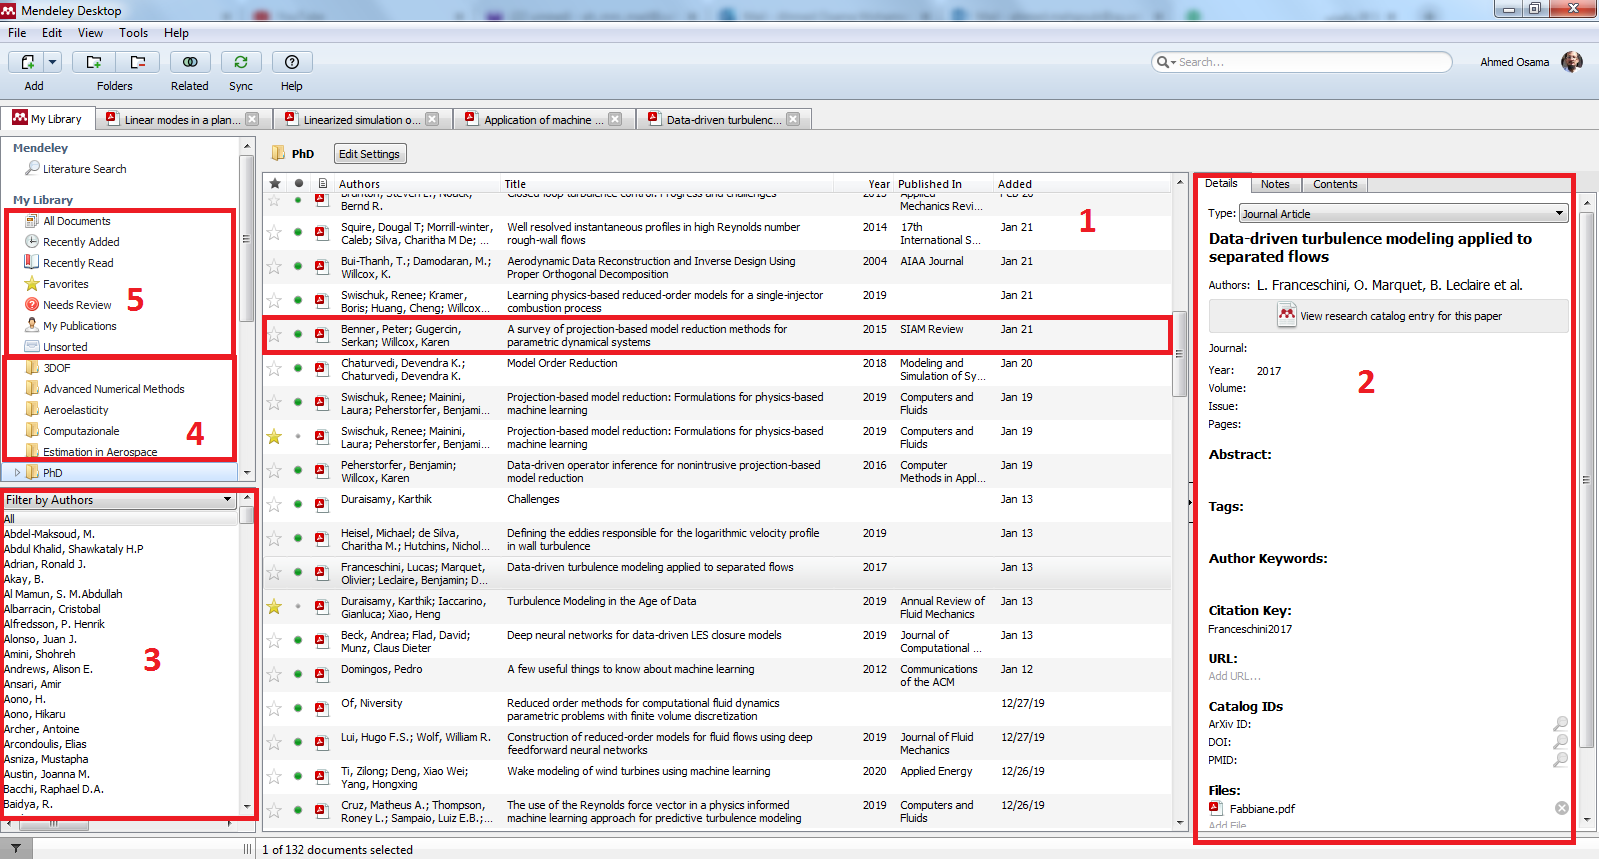 Mendeley Desktop
File Edit View Tools Help
Search...
Ahmed Osama
Add Folders Related Sync Help
My Library
Linear modes in a plan...
Linearized simulation o...
Application of machine ...
Data-driven turbulenc...
Mendeley
Literature Search
My Library
All Documents
Recently Added
Recently Read
Favorites
Needs Review
My Publications
Unsorted
5
3DOF
Advanced Numerical Methods
Aeroelasticity
Computazionale
Estimation in Aerospace
4
PhD
Filter by Authors
All
Abdel-Maksoud, M.
Abdul Khalid, Shawkataly H.P
Adrian, Ronald J.
Akay, B.
Al Mamun, S. M.Abdullah
Albarracin, Cristobal
Alfredsson, P. Henrik
Alonso, Juan J.
Amini, Shohreh
Andrews, Alison E.
Ansari, Amir
Aono, H.
Aono, Hikaru
Archer, Antoine
Arcondoulis, Elias
Asniza, Mustapha
Austin, Joanna M.
Bacchi, Raphael D.A.
Baidya, R.
3
PhD
Edit Settings
Authors Title Year Published In Added
Brunton, Steven L.; Noack, Closed-loop turbulence control: Progress and challenges 2015 Applied Feb 20
Bernd R. Mechanics Revi...
1
Squire, Dougal T; Morrill-winter, Well resolved instantaneous profiles in high Reynolds number 2014 17th Jan 21
Caleb; Silva, Charitha M De; ... rough-wall flows International S...
Bui-Thanh, T.; Damodaran, M.; Aerodynamic Data Reconstruction and Inverse Design Using 2004 AIAA Journal Jan 21
Willcox, K. Proper Orthogonal Decomposition
Swischuk, Renee; Kramer, Learning physics-based reduced-order models for a single-injector 2019 Jan 21
Boris; Huang, Cheng; Willcox... combustion process
Benner, Peter; Gugercin, A survey of projection-based model reduction methods for 2015 SIAM Review Jan 21
Serkan; Willcox, Karen parametric dynamical systems
Chaturvedi, Devendra K.; Model Order Reduction 2018 Modeling and Jan 20
Chaturvedi, Devendra K. Simulation of Sy...
Swischuk, Renee; Mainini, Projection-based model reduction: Formulations for physics-based 2019 Computers and Jan 19
Laura; Peherstorfer, Benjami... machine learning Fluids
Swischuk, Renee; Mainini, Projection-based model reduction: Formulations for physics-based 2019 Computers and Jan 19
Laura; Peherstorfer, Benjami... machine learning Fluids
Peherstorfer, Benjamin; Data-driven operator inference for nonintrusive projection-based 2016 Computer Jan 19
Willcox, Karen model reduction Methods in Appl...
Duraisamy, Karthik Challenges Jan 13
Heisel, Michael; de Silva, Defining the eddies responsible for the logarithmic velocity profile 2019 Jan 13
Charitha M.; Hutchins, Nichol... in wall turbulence
Franceschini, Lucas; Marquet, Data-driven turbulence modeling applied to separated flows 2017 Jan 13
Olivier; Leclaire, Benjamin; D...
Duraisamy, Karthik; Iaccarino, Turbulence Modeling in the Age of Data 2019 Annual Review of Jan 13
Gianluca; Xiao, Heng Fluid Mechanics
Beck, Andrea; Flad, David; Deep neural networks for data-driven LES closure models 2019 Journal of Jan 13
Munz, Claus Dieter Computational ...
Domingos, Pedro A few useful things to know about machine learning 2012 Communications Jan 12
of the ACM
Of, Niversity Reduced order methods for computational fluid dynamics 12/27/19
parametric problems with finite volume discretization
Lui, Hugo F.S.; Wolf, William R. Construction of reduced-order models for fluid flows using deep 2019 Journal of Fluid 12/27/19
feedforward neural networks Mechanics
Ti, Zilong; Deng, Xiao Wei; Wake modeling of wind turbines using machine learning 2020 Applied Energy 12/26/19
Yang, Hongxing
Cruz, Matheus A.; Thompson, The use of the Reynolds force vector in a physics informed 2019 Computers and 12/26/19
Roney L.; Sampaio, Luiz E.B.; ... machine learning approach for predictive turbulence modeling Fluids
Details Notes Contents
Type: Journal Article
Data-driven turbulence modeling applied to
separated flows
Authors: L. Franceschini, O. Marquet, B. Leclaire et al.
View research catalog entry for this paper
Journal:
Year: 2017
2
Volume:
Issue:
Pages:
Abstract:
Tags:
Author Keywords:
Citation Key:
Franceschini2017
URL:
Add URL...
Catalog IDs
ArXiv ID:
DOI:
PMID:
Files:
Fabbiane.pdf
Add File
1 of 132 documents selected